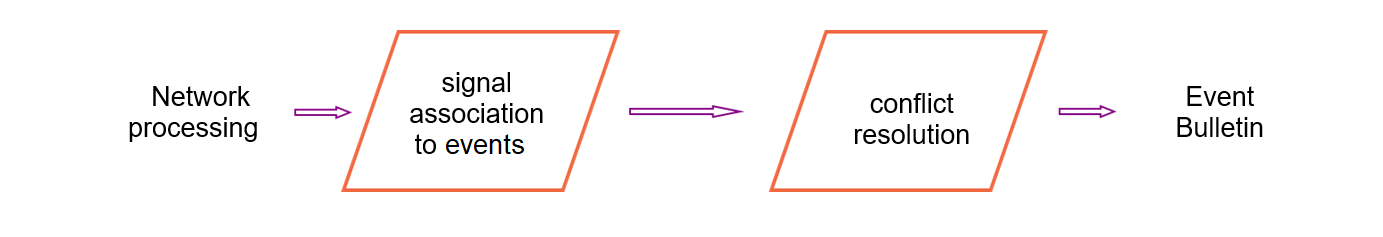 Network
processing
signal
association
to events
conflict
resolution
Event
Bulletin